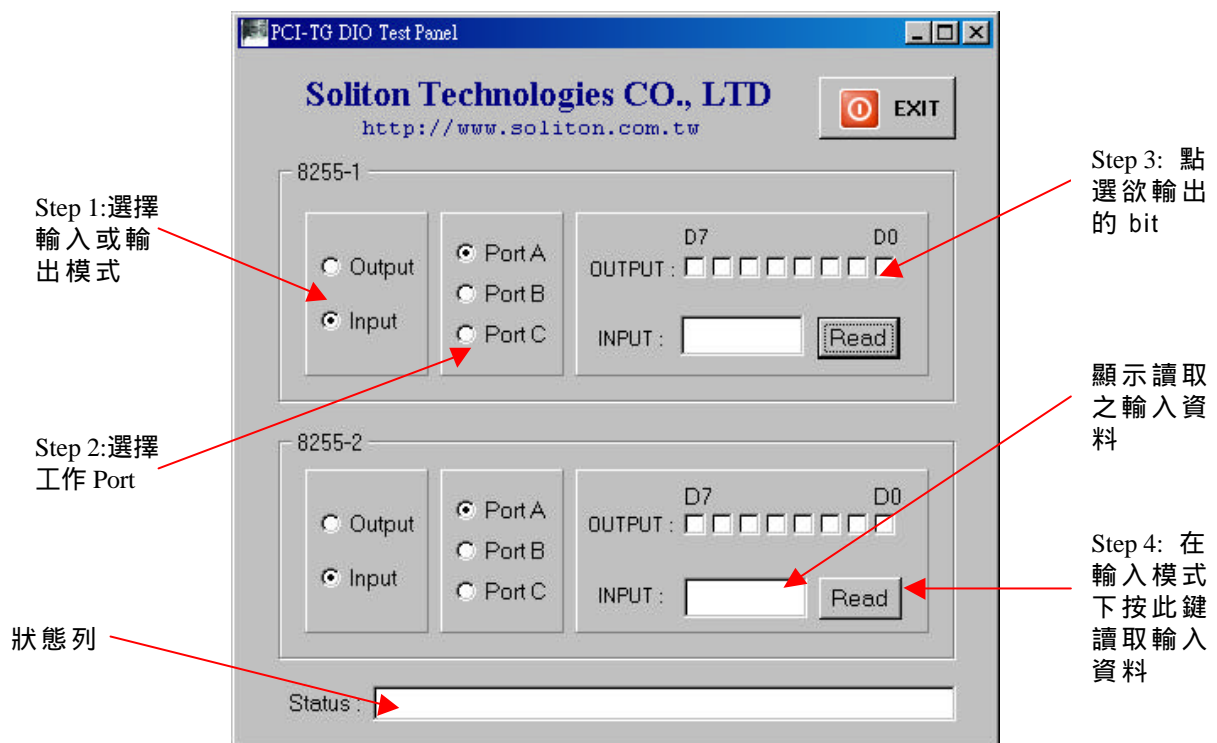 PCI-TG DIO Test Panel
Soliton Technologies CO., LTD
http://www.soliton.com.tw
EXIT
Step 1:選擇
輸入或輸
出模式
Step 2:選擇
工作 Port
狀態列
8255-1
Output
Input
Port A
Port B
Port C
D7 D0
OUTPUT :
INPUT :
Read
8255-2
Output
Input
Port A
Port B
Port C
D7 D0
OUTPUT :
INPUT :
Read
Status :
Step 3: 點
選欲輸出
的 bit
顯示讀取
之輸入資
料
Step 4: 在
輸入模式
下按此鍵
讀取輸入
資料